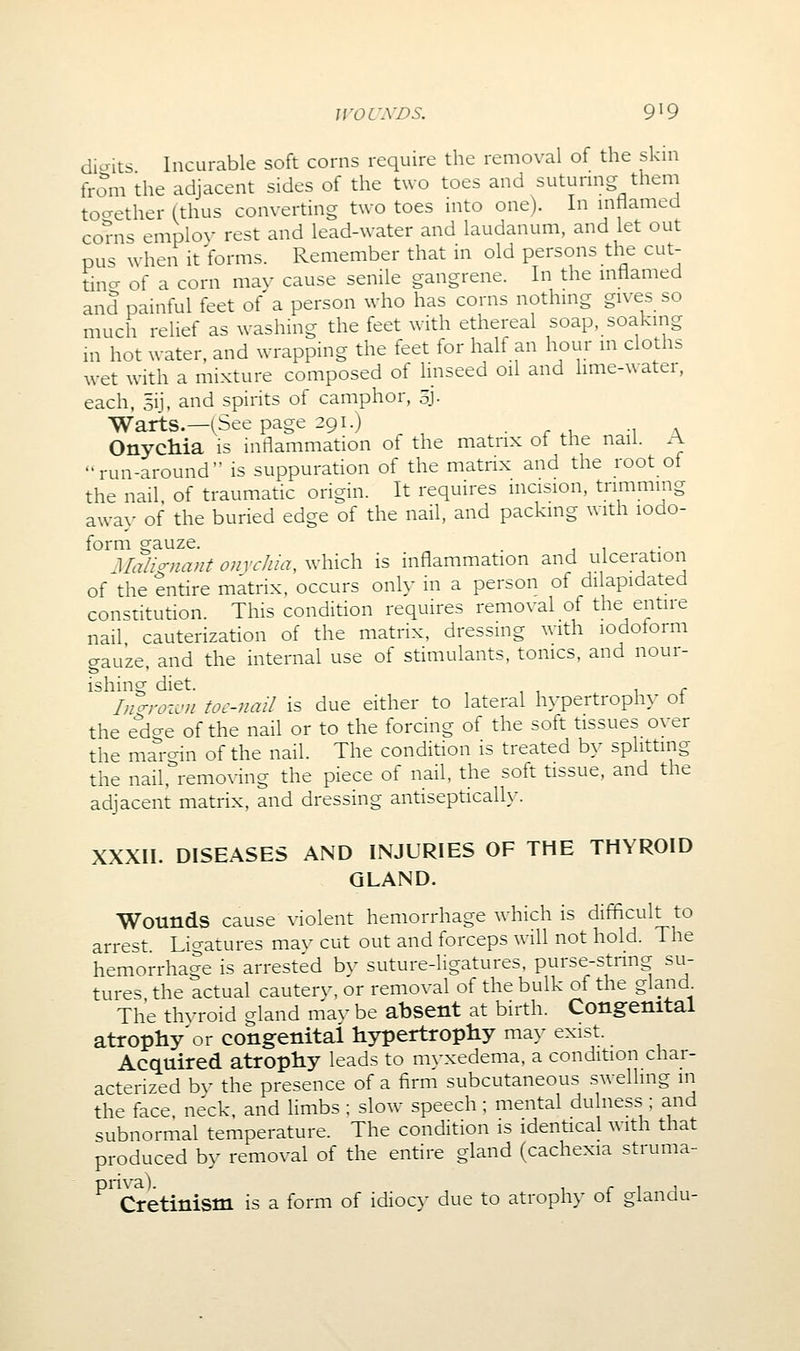 WOUNDS. 919
digits. Incurable soft corns require the removal of the skin
from the adjacent sides of the two toes and suturing them
together (thus converting two toes into one). In inflamed
corns employ rest and lead-water and laudanum, and let out
pus when it forms. Remember that in old persons the cut-
ting of a corn may cause senile gangrene. In the inflamed
and painful feet of a person who has corns nothing gives so
much relief as washing the feet with ethereal soap, soaking
in hot water, and wrapping the feet for half an hour in cloths
wet with a mixture composed of linseed oil and lime-water,
each, ʒij, and spirits of camphor, ʒj.
Warts.—(See page 291.)
Onychia is inflammation of the matrix of the nail. A
“run-around” is suppuration of the matrix and the root of
the nail, of traumatic origin. It requires incision, trimming
away of the buried edge of the nail, and packing with iodo-
form gauze.
Malignant onychia, which is inflammation and ulceration
of the entire matrix, occurs only in a person of dilapidated
constitution. This condition requires removal of the entire
nail, cauterization of the matrix, dressing with iodoform
gauze, and the internal use of stimulants, tonics, and nour-
ishing diet.
Ingrown toe-nail is due either to lateral hypertrophy of
the edge of the nail or to the forcing of the soft tissues over
the margin of the nail. The condition is treated by splitting
the nail, removing the piece of nail, the soft tissue, and the
adjacent matrix, and dressing antiseptically.
XXXII. DISEASES AND INJURIES OF THE THYROID
GLAND.
Wounds cause violent hemorrhage which is difficult to
arrest. Ligatures may cut out and forceps will not hold. The
hemorrhage is arrested by suture-ligatures, purse-string su-
tures, the actual cautery, or removal of the bulk of the gland.
The thyroid gland may be absent at birth. Congenital
atrophy or congenital hypertrophy may exist.
Acquired atrophy leads to myxedema, a condition char-
acterized by the presence of a firm subcutaneous swelling in
the face, neck, and limbs ; slow speech ; mental dulness ; and
subnormal temperature. The condition is identical with that
produced by removal of the entire gland (cachexia struma-
priva).
Cretinism is a form of idiocy due to atrophy of glandu-